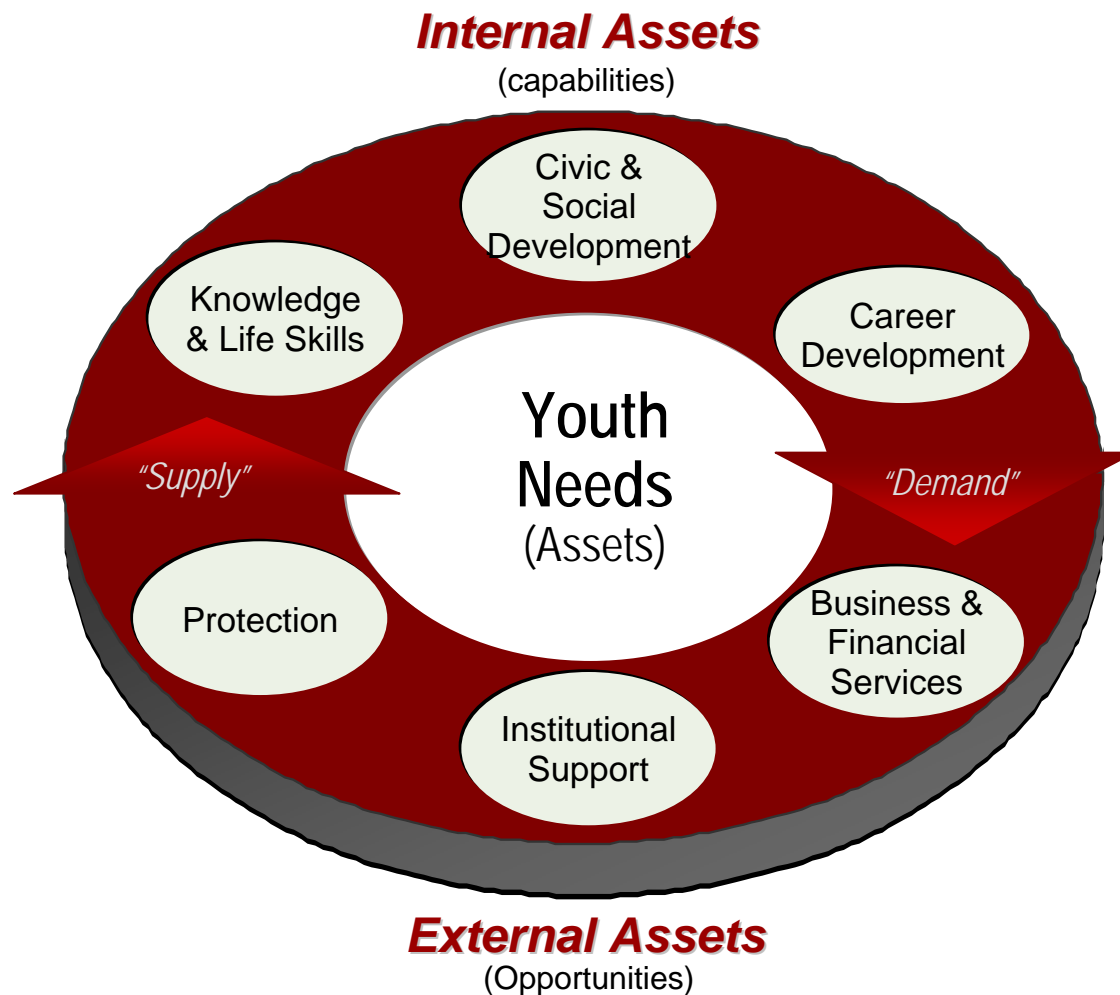 Internal Assets
(capabilities)
Civic &
Social
Development
Knowledge
& Life Skills
Career
Development
Youth
Needs
(Assets)
“Supply”
“Demand”
Protection
Business &
Financial
Services
Institutional
Support
External Assets
(Opportunities)